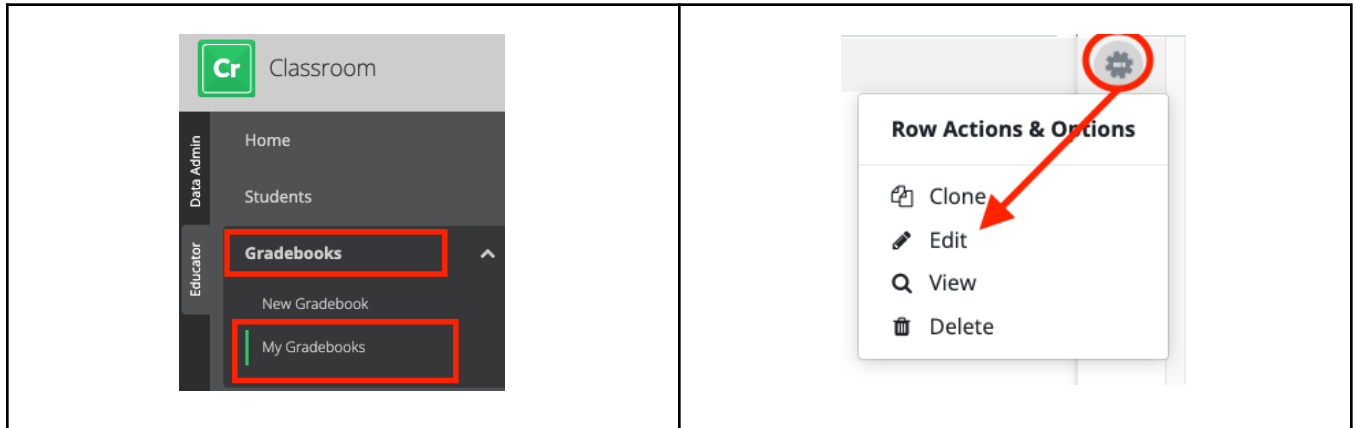 Cr Classroom
Data Admin
Educator
Home
Students
Gradebooks
New Gradebook
My Gradebooks
Row Actions & Options
Clone
Edit
View
Delete